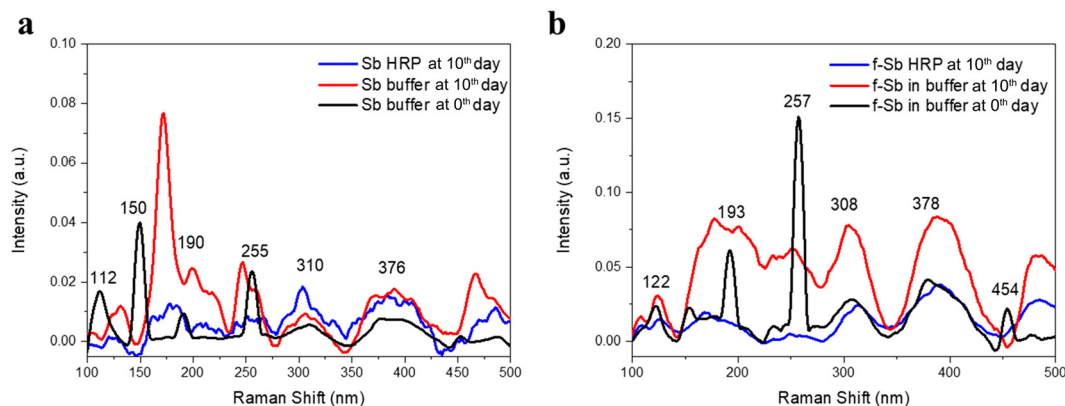 a
b
0.10
0.08
0.06
0.04
0.02
0.00
Intensity (a.u.)
Sb HRP at 10th day
Sb buffer at 10th day
Sb buffer at 0th day
112
150
190
255
310
376
100 150 200 250 300 350 400 450 500
Raman Shift (nm)
0.20
0.15
0.10
0.05
0.00
Intensity (a.u.)
f-Sb HRP at 10th day
f-Sb in buffer at 10th day
f-Sb in buffer at 0th day
122
193
257
308
378
454
100 200 300 400 500
Raman Shift (nm)